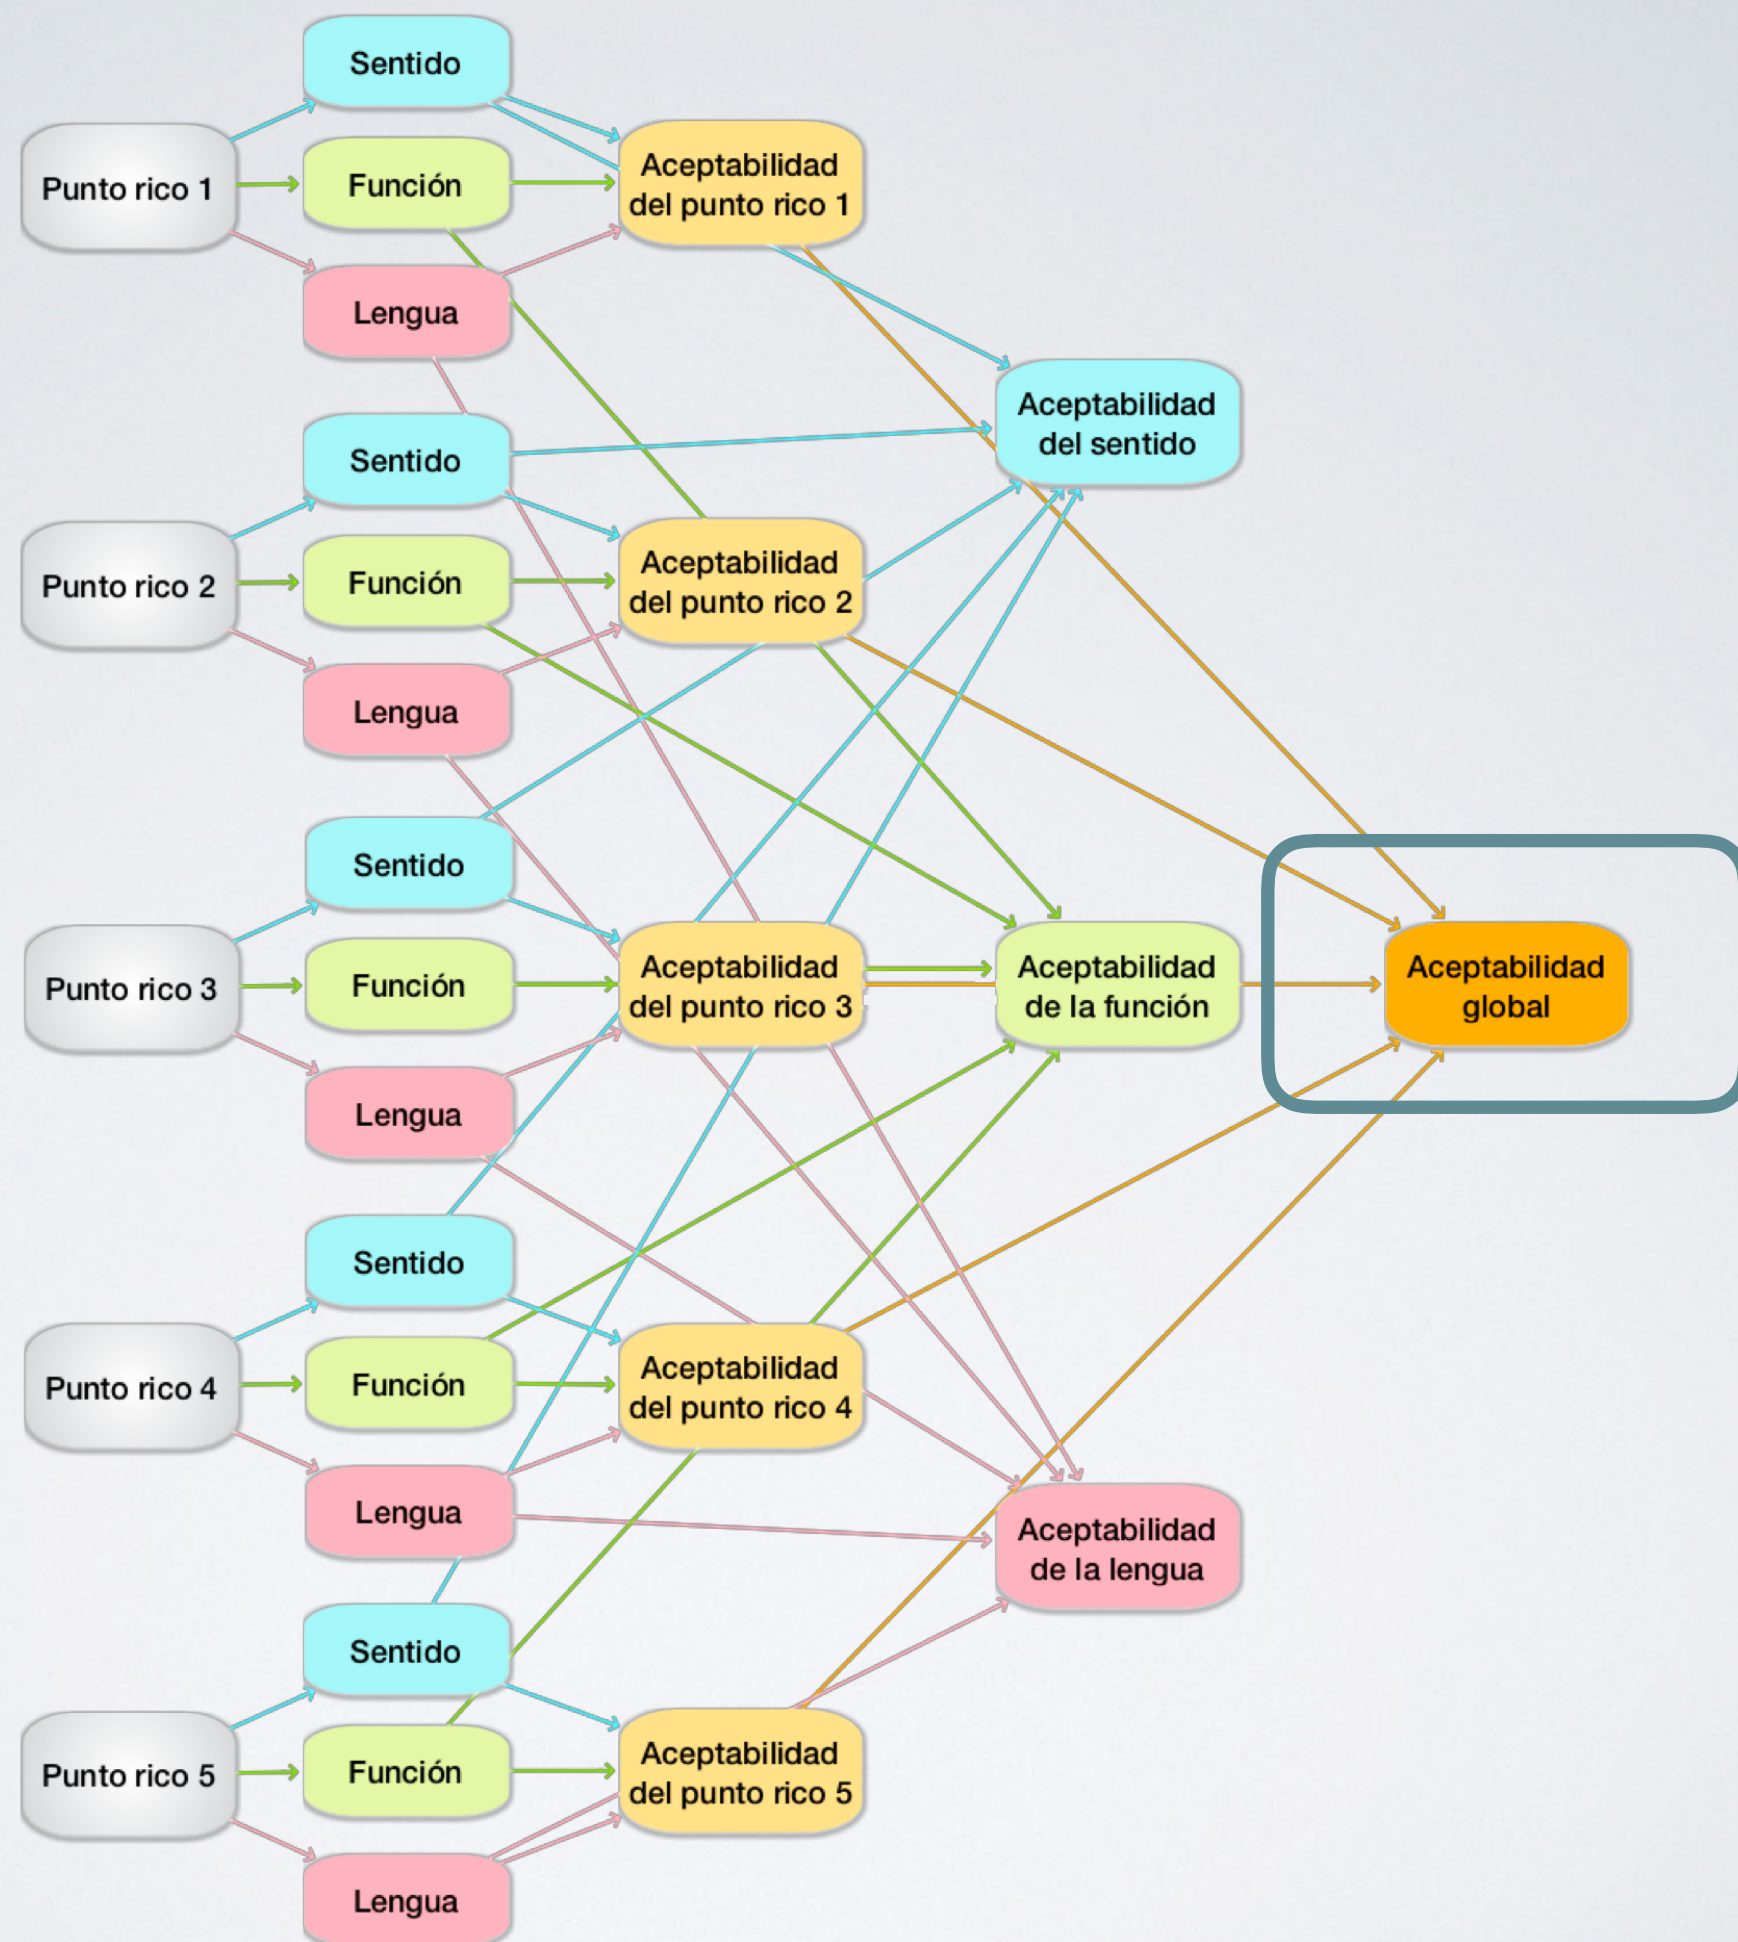 Sentido
Punto rico 1
Función
Aceptabilidad
del punto rico 1
Lengua
Aceptabilidad
del sentido
Sentido
Punto rico 2
Función
Aceptabilidad
del punto rico 2
Lengua
Sentido
Punto rico 3
Función
Aceptabilidad
del punto rico 3
Aceptabilidad
de la función
Aceptabilidad
global
Lengua
Sentido
Punto rico 4
Función
Aceptabilidad
del punto rico 4
Lengua
Aceptabilidad
de la lengua
Sentido
Punto rico 5
Función
Aceptabilidad
del punto rico 5
Lengua